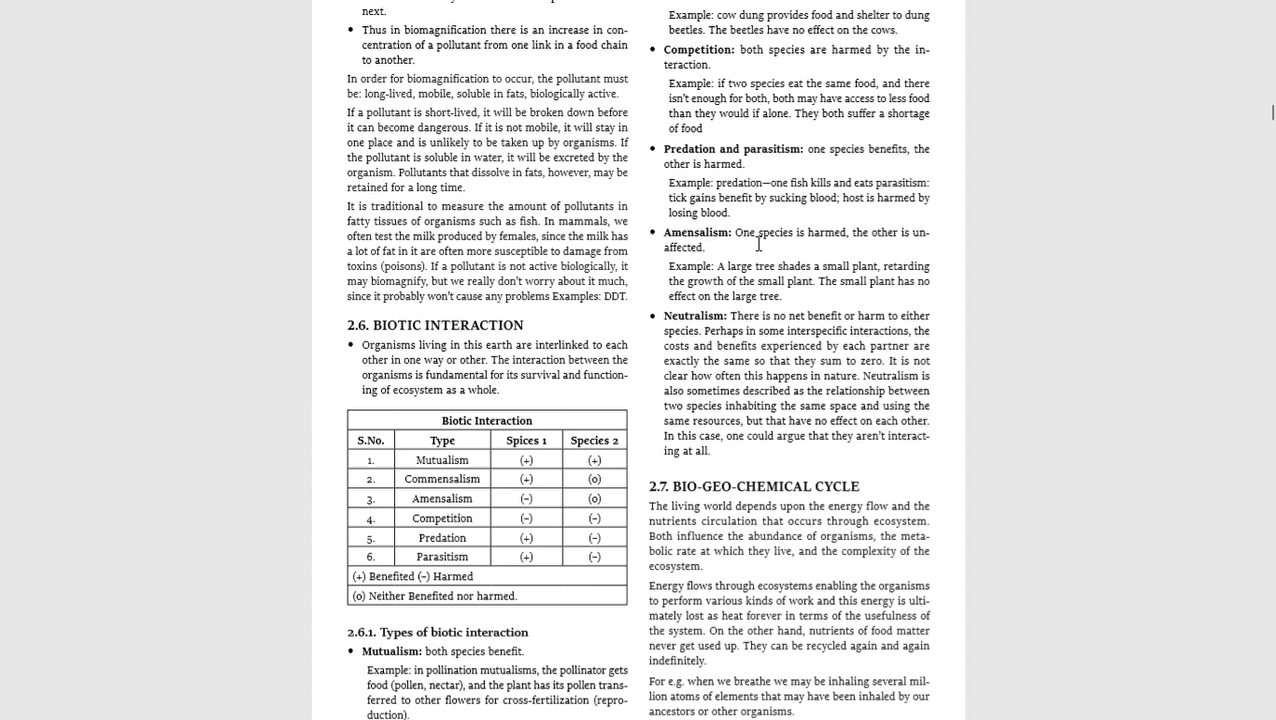 next.
• Thus in biomagnification there is an increase in con-
centration of a pollutant from one link in a food chain
to another.
In order for biomagnification to occur, the pollutant must
be: long-lived, mobile, soluble in fats, biologically active.
If a pollutant is short-lived, it will be broken down before
it can become dangerous. If it is not mobile, it will stay in
one place and is unlikely to be taken up by organisms. If
the pollutant is soluble in water, it will be excreted by the
organism. Pollutants that dissolve in fats, however, may be
retained for a long time.
It is traditional to measure the amount of pollutants in
fatty tissues of organisms such as fish. In mammals, we
often test the milk produced by females, since the milk has
a lot of fat in it are often more susceptible to damage from
toxins (poisons). If a pollutant is not active biologically, it
may biomagnify, but we really don't worry about it much,
since it probably won't cause any problems Examples: DDT.
2.6. BIOTIC INTERACTION
• Organisms living in this earth are interlinked to each
other in one way or other. The interaction between the
organisms is fundamental for its survival and function-
ing of ecosystem as a whole.
Biotic Interaction
S.No. Type Spices 1 Species 2
1. Mutualism (+) (+)
2. Commensalism (+) (0)
3. Amensalism (–) (0)
4. Competition (–) (–)
5. Predation (+) (–)
6. Parasitism (+) (–)
(+) Benefited (–) Harmed
(0) Neither Benefited nor harmed.
2.6.1. Types of biotic interaction
• Mutualism: both species benefit.
Example: in pollination mutualisms, the pollinator gets
food (pollen, nectar), and the plant has its pollen trans-
ferred to other flowers for cross-fertilization (repro-
duction).
Example: cow dung provides food and shelter to dung
beetles. The beetles have no effect on the cows.
• Competition: both species are harmed by the in-
teraction.
Example: if two species eat the same food, and there
isn't enough for both, both may have access to less food
than they would if alone. They both suffer a shortage
of food
• Predation and parasitism: one species benefits, the
other is harmed.
Example: predation—one fish kills and eats parasitism:
tick gains benefit by sucking blood; host is harmed by
losing blood.
• Amensalism: One species is harmed, the other is un-
affected.
Example: A large tree shades a small plant, retarding
the growth of the small plant. The small plant has no
effect on the large tree.
• Neutralism: There is no net benefit or harm to either
species. Perhaps in some interspecific interactions, the
costs and benefits experienced by each partner are
exactly the same so that they sum to zero. It is not
clear how often this happens in nature. Neutralism is
also sometimes described as the relationship between
two species inhabiting the same space and using the
same resources, but that have no effect on each other.
In this case, one could argue that they aren't interact-
ing at all.
2.7. BIO-GEO-CHEMICAL CYCLE
The living world depends upon the energy flow and the
nutrients circulation that occurs through ecosystem.
Both influence the abundance of organisms, the meta-
bolic rate at which they live, and the complexity of the
ecosystem.
Energy flows through ecosystems enabling the organisms
to perform various kinds of work and this energy is ulti-
mately lost as heat forever in terms of the usefulness of
the system. On the other hand, nutrients of food matter
never get used up. They can be recycled again and again
indefinitely.
For e.g. when we breathe we may be inhaling several mil-
lion atoms of elements that may have been inhaled by our
ancestors or other organisms.